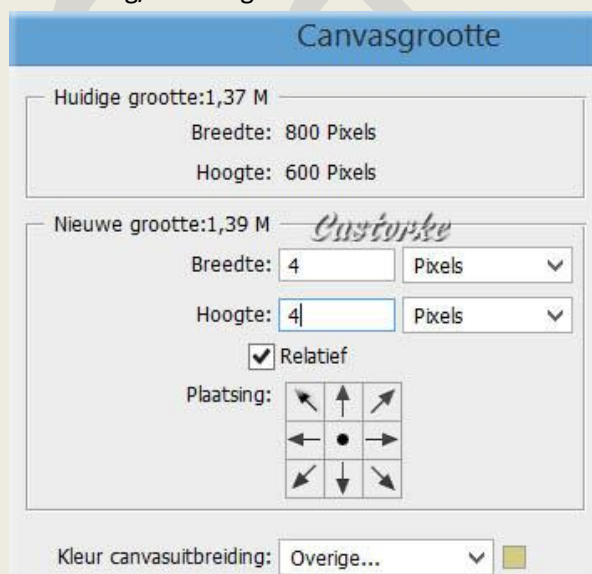 Canvasgrootte
Huidige grootte:1,37 M
Breedte: 800 Pixels
Hoogte: 600 Pixels
Nieuwe grootte:1,39 M Castorke
Breedte: 4 Pixels
Hoogte: 4 Pixels
Relatief
Plaatsing:
Kleur canvasuitbreiding: Overige...